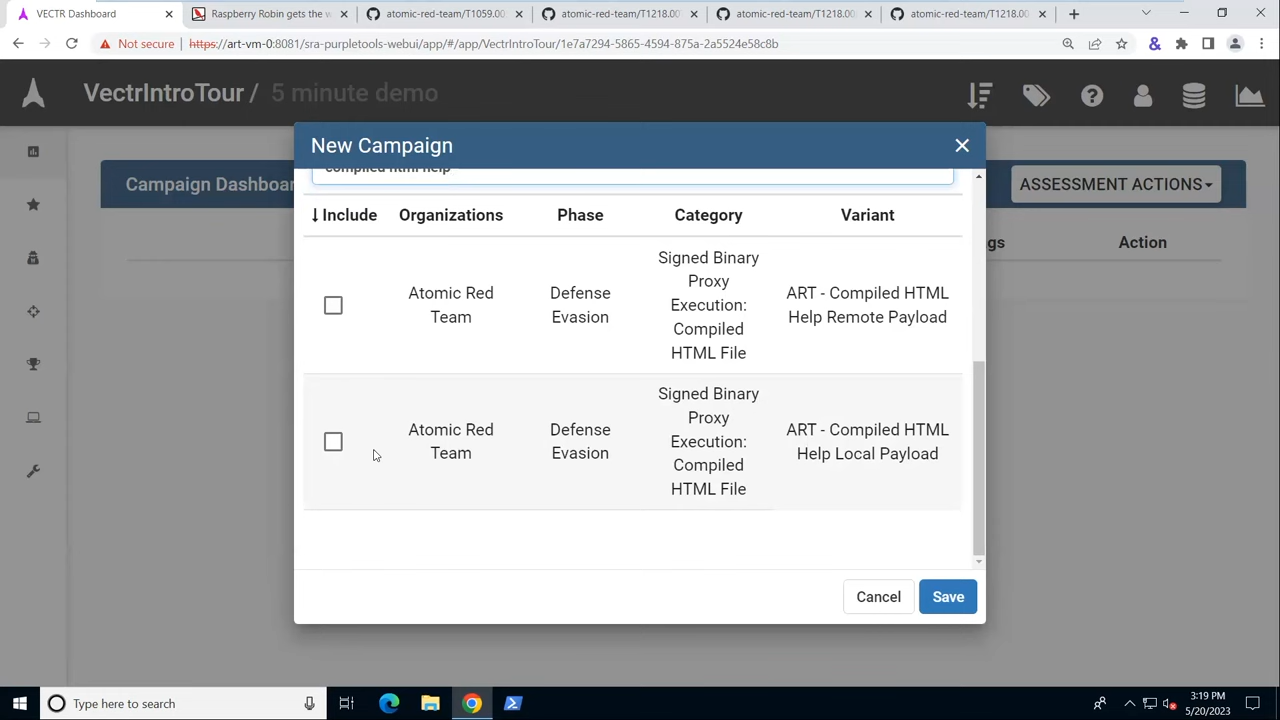 VECTR Dashboard
Raspberry Robin gets the w
atomic-red-team/T1059.00
atomic-red-team/T1218.00
atomic-red-team/T1218.00
atomic-red-team/T1218.00
Not secure
https://art-vm-0:8081/sra-purpletools-webui/app/#/app/VectrIntroTour/1e7a7294-5865-4594-875a-2a5524e58c8b
VectrIntroTour / 5 minute demo
New Campaign
compiled html help
Campaign Dashboar
ASSESSMENT ACTIONS
Include Organizations Phase Category Variant
gs Action
Atomic Red
Team
Defense
Evasion
Signed Binary
Proxy
Execution:
Compiled
HTML File
ART - Compiled HTML
Help Remote Payload
Atomic Red
Team
Defense
Evasion
Signed Binary
Proxy
Execution:
Compiled
HTML File
ART - Compiled HTML
Help Local Payload
Cancel
Save
Type here to search
3:19 PM
5/20/2023